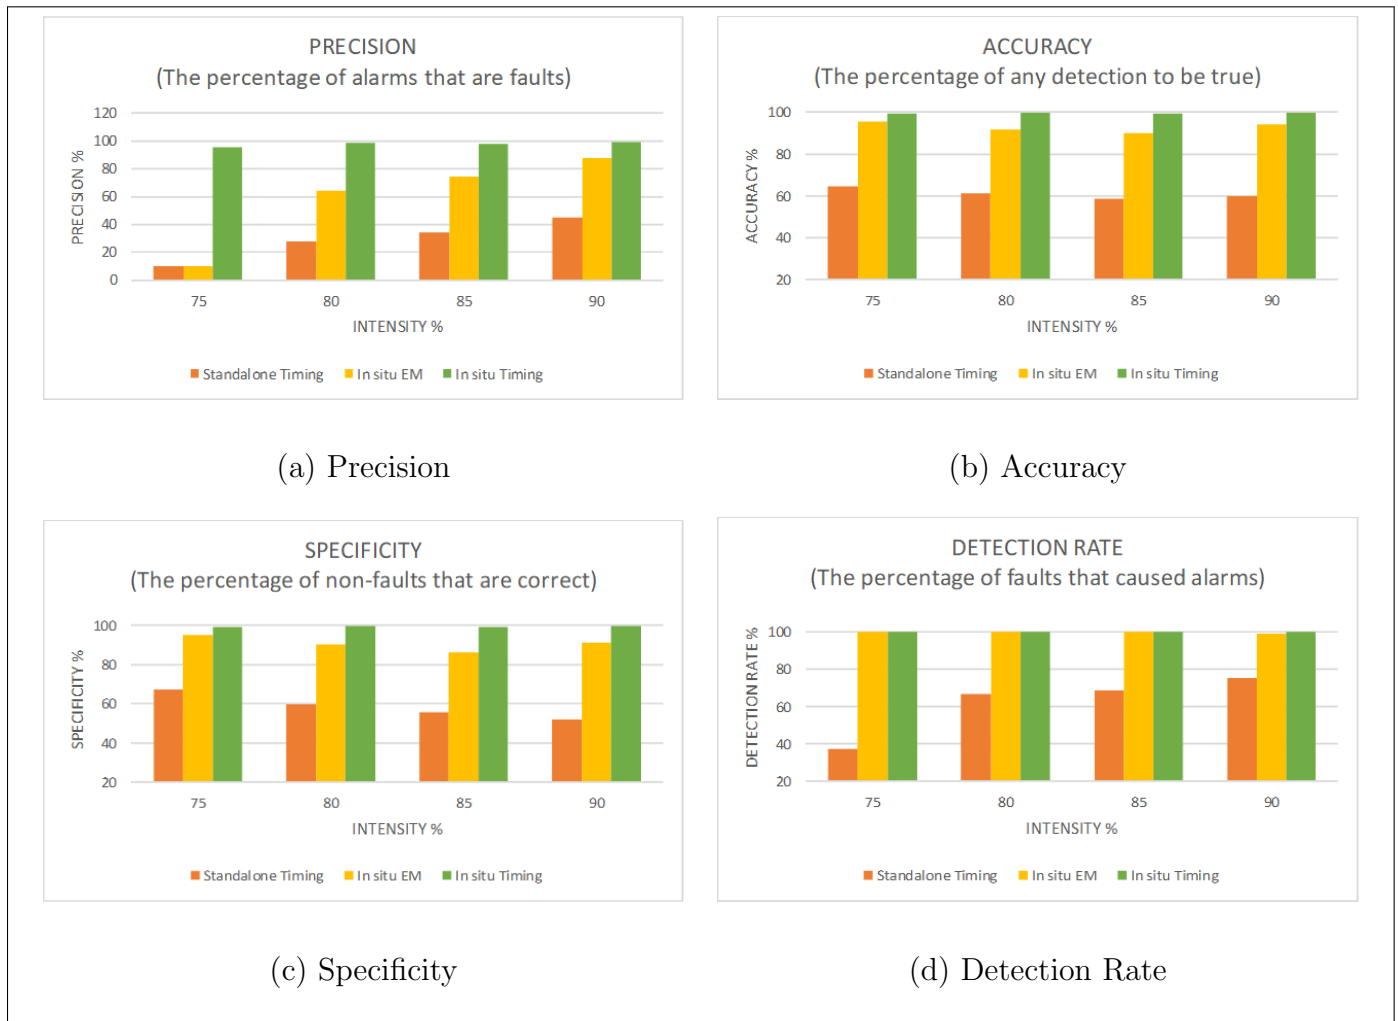 PRECISION
(The percentage of alarms that are faults)
120
100
80
60
40
20
0
PRECISION %
75 80 85 90
INTENSITY %
Standalone Timing In situ EM In situ Timing
(a) Precision
ACCURACY
(The percentage of any detection to be true)
100
80
60
40
20
ACCURACY %
75 80 85 90
INTENSITY %
Standalone Timing In situ EM In situ Timing
(b) Accuracy
SPECIFICITY
(The percentage of non-faults that are correct)
100
80
60
40
20
SPECIFICITY %
75 80 85 90
INTENSITY %
Standalone Timing In situ EM In situ Timing
(c) Specificity
DETECTION RATE
(The percentage of faults that caused alarms)
100
80
60
40
20
DETECTION RATE %
75 80 85 90
INTENSITY %
Standalone Timing In situ EM In situ Timing
(d) Detection Rate